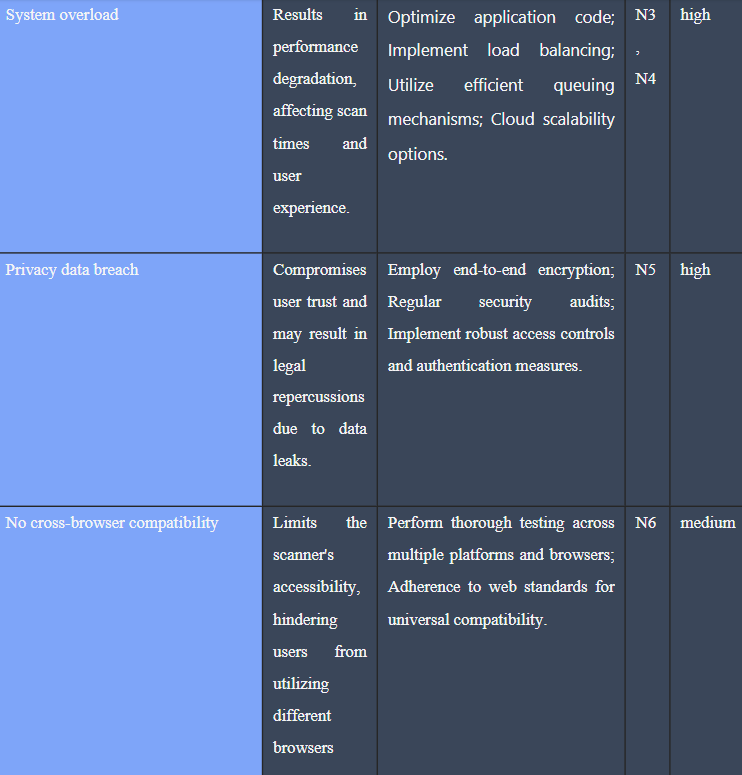 System overload
Results in
performance
degradation,
affecting scan
times and
user
experience.
Optimize application code;
Implement load balancing;
Utilize efficient queuing
mechanisms; Cloud scalability
options.
N3
,
N4
high
Privacy data breach
Compromises
user trust and
may result in
legal
repercussions
due to data
leaks.
Employ end-to-end encryption;
Regular security audits;
Implement robust access controls
and authentication measures.
N5
high
No cross-browser compatibility
Limits the
scanner's
accessibility,
hindering
users from
utilizing
different
browsers
Perform thorough testing across
multiple platforms and browsers;
Adherence to web standards for
universal compatibility.
N6
medium